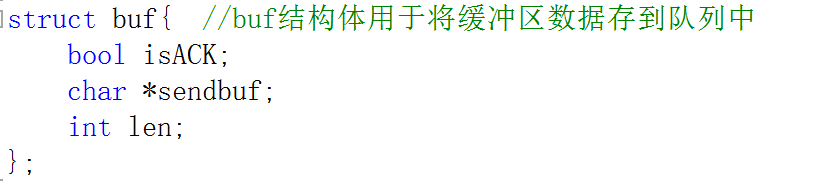 struct buf{  //buf结构体用于将缓冲区数据存到队列中
    bool isACK;
    char *sendbuf;
    int len;
};